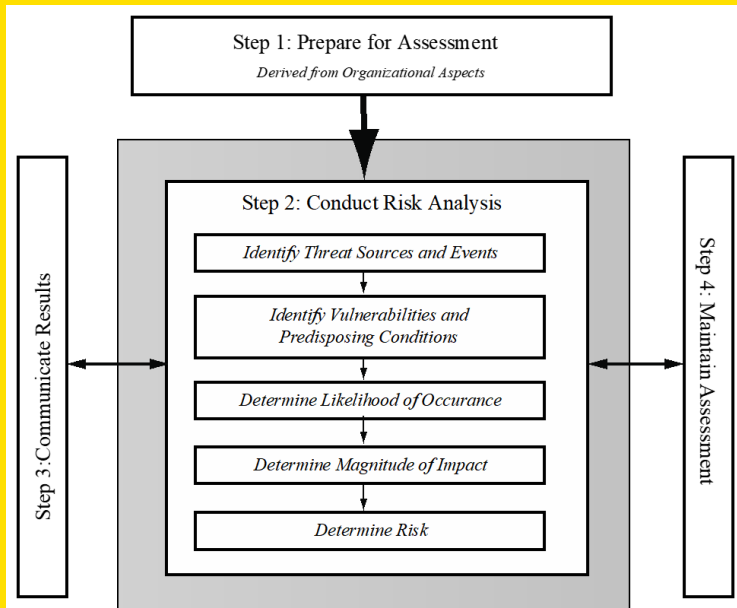 Step 1: Prepare for Assessment
Derived from Organizational Aspects
Step 2: Conduct Risk Analysis
Identify Threat Sources and Events
Identify Vulnerabilities and
Predisposing Conditions
Determine Likelihood of Occurance
Determine Magnitude of Impact
Determine Risk
Step 3:Communicate Results
Step 4: Maintain Assessment